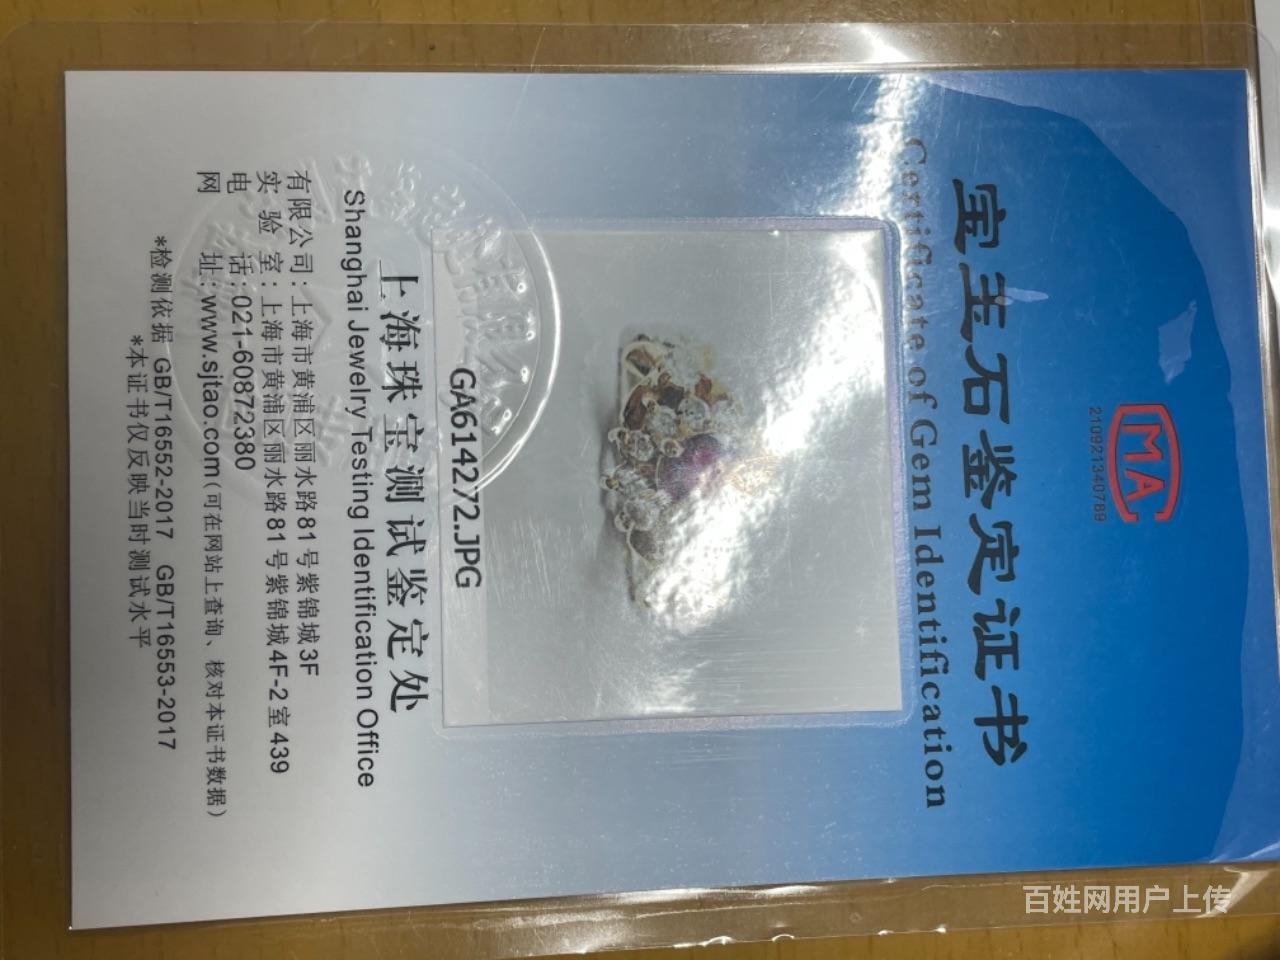 CMA
210921340789
宝玉石鉴定证书
Certificate of Gem Identification
GA614272.JPG
上海珠宝测试鉴定处
Shanghai Jewelry Testing Identification Office
有限公司:上海市黄浦区丽水路81号紫锦城3F
实验室:上海市黄浦区丽水路81号紫锦城4F-2室439
电话:021-60872380
网址:www.sjtao.com(可在网站上查询、核对本证书数据)
*检测依据 GB/T16552-2017 GB/T16553-2017
*本证书仅反映当时测试水平
百姓网用户上传